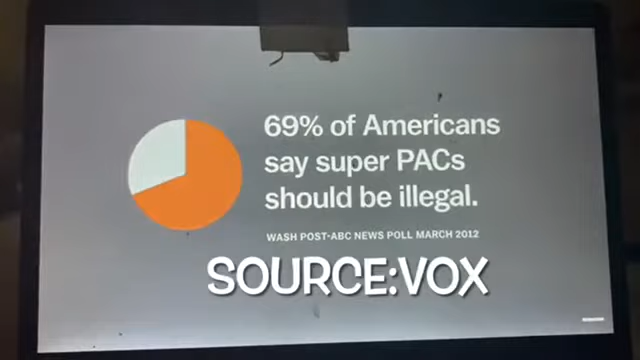 69% of Americans
say super PACs
should be illegal.
WASH POST-ABC NEWS POLL MARCH 2012
SOURCE:VOX